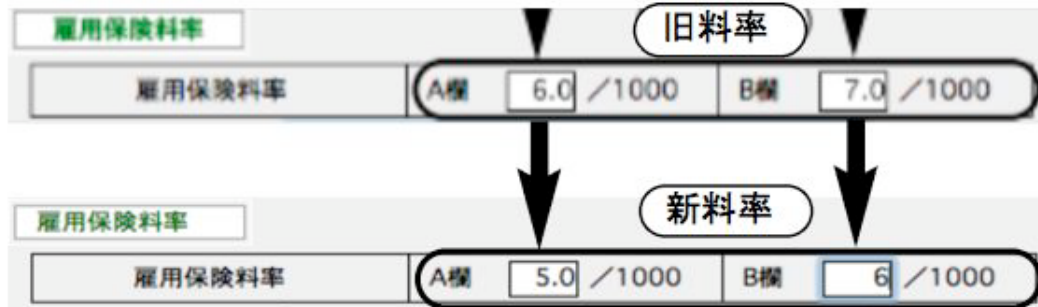 雇用保険料率
旧料率
雇用保険料率 A欄 6.0 /1000 B欄 7.0 /1000
新料率
雇用保険料率
雇用保険料率 A欄 5.0 /1000 B欄 6 /1000